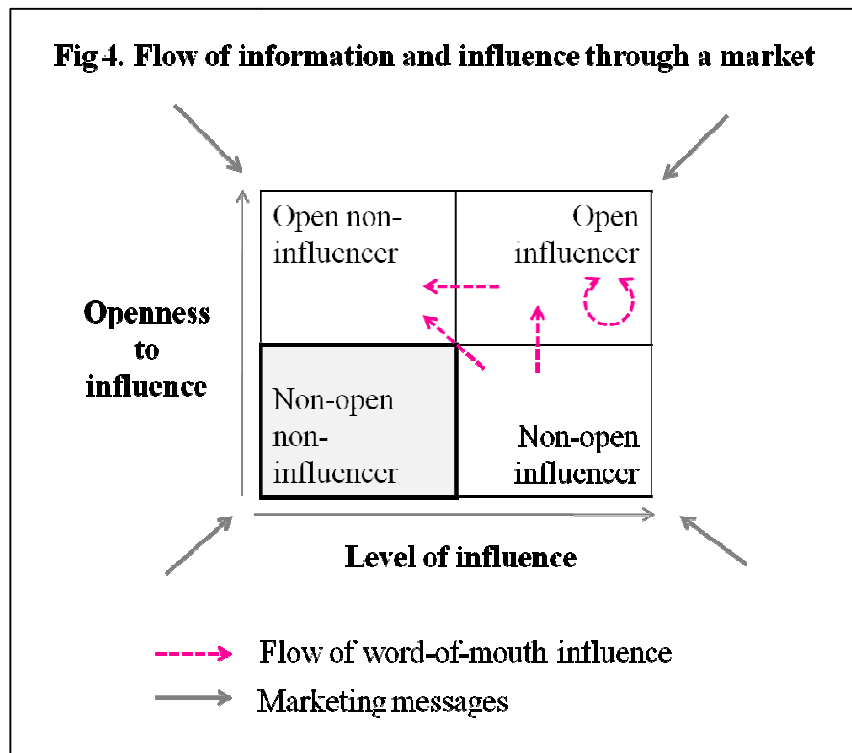 Fig 4. Flow of information and influence through a market
Open non-
influencer
Open
influencer
Openness
to
influence
Non-open
non-
influencer
Non-open
influencer
Level of influence
Flow of word-of-mouth influence
Marketing messages